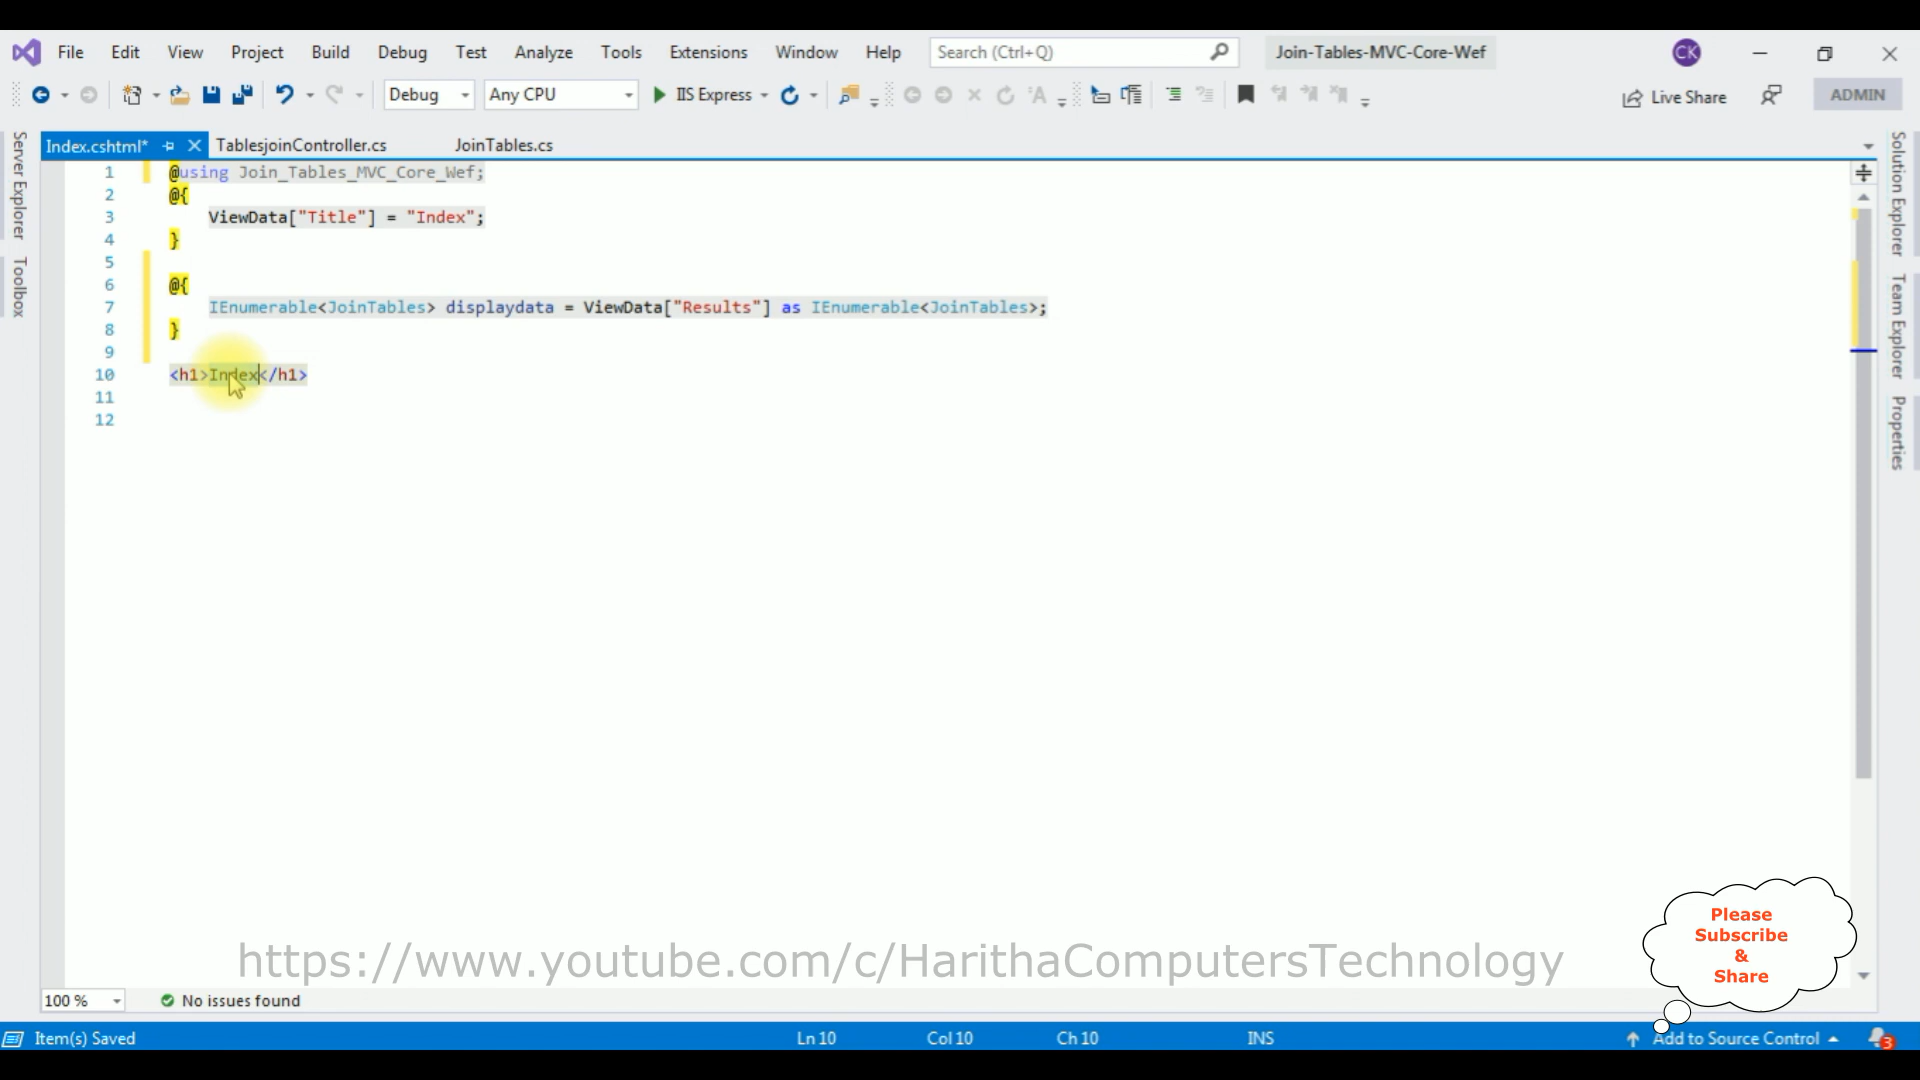 File Edit View Project Build Debug Test Analyze Tools Extensions Window Help Search (Ctrl+Q) Join-Tables-MVC-Core-Wef CK
Debug Any CPU IIS Express Live Share ADMIN
Index.cshtml* TablesjoinController.cs JoinTables.cs
Server Explorer
Toolbox
Solution Explorer
Team Explorer
Properties
1 @using Join_Tables_MVC_Core_Wef;
2 @{
3 ViewData["Title"] = "Index";
4 }
5
6 @{
7 IEnumerable<JoinTables> displaydata = ViewData["Results"] as IEnumerable<JoinTables>;
8 }
9
10 <h1>Index</h1>
11
12
Please
Subscribe
&
Share
https://www.youtube.com/c/HarithaComputersTechnology
100 % No issues found
Item(s) Saved Ln 10 Col 10 Ch 10 INS Add to Source Control 3